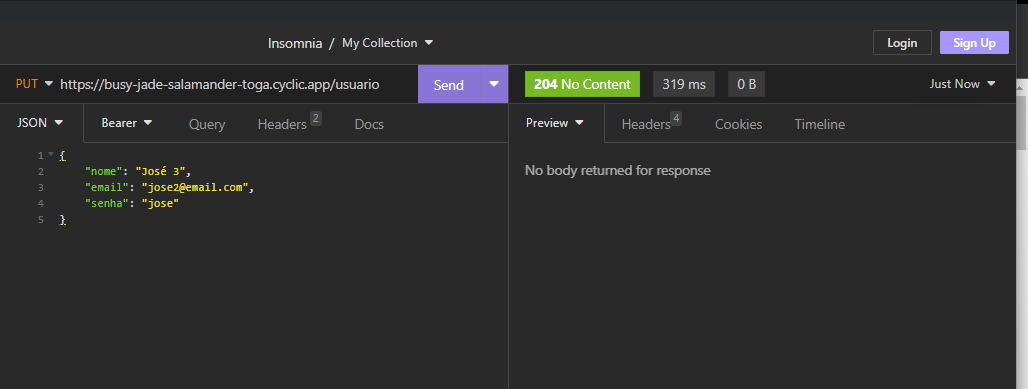 Insomnia / My Collection
Login
Sign Up
PUT https://busy-jade-salamander-toga.cyclic.app/usuario
Send
204 No Content 319 ms 0 B
Just Now
JSON Bearer Query Headers 2 Docs
Preview Headers 4 Cookies Timeline
1 {
2 "nome": "José 3",
3 "email": "jose2@email.com",
4 "senha": "jose"
5 }
No body returned for response